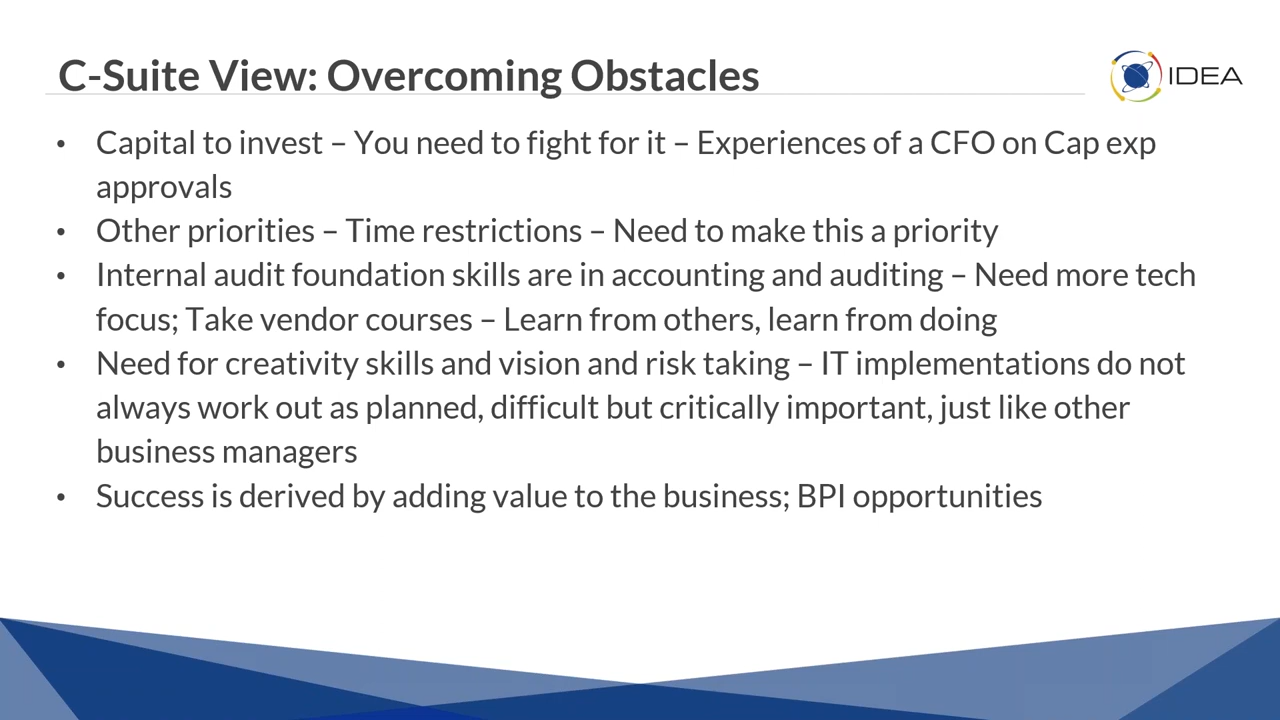 C-Suite View: Overcoming Obstacles
IDEA
• Capital to invest – You need to fight for it – Experiences of a CFO on Cap exp
approvals
• Other priorities – Time restrictions – Need to make this a priority
• Internal audit foundation skills are in accounting and auditing – Need more tech
focus; Take vendor courses – Learn from others, learn from doing
• Need for creativity skills and vision and risk taking – IT implementations do not
always work out as planned, difficult but critically important, just like other
business managers
• Success is derived by adding value to the business; BPI opportunities